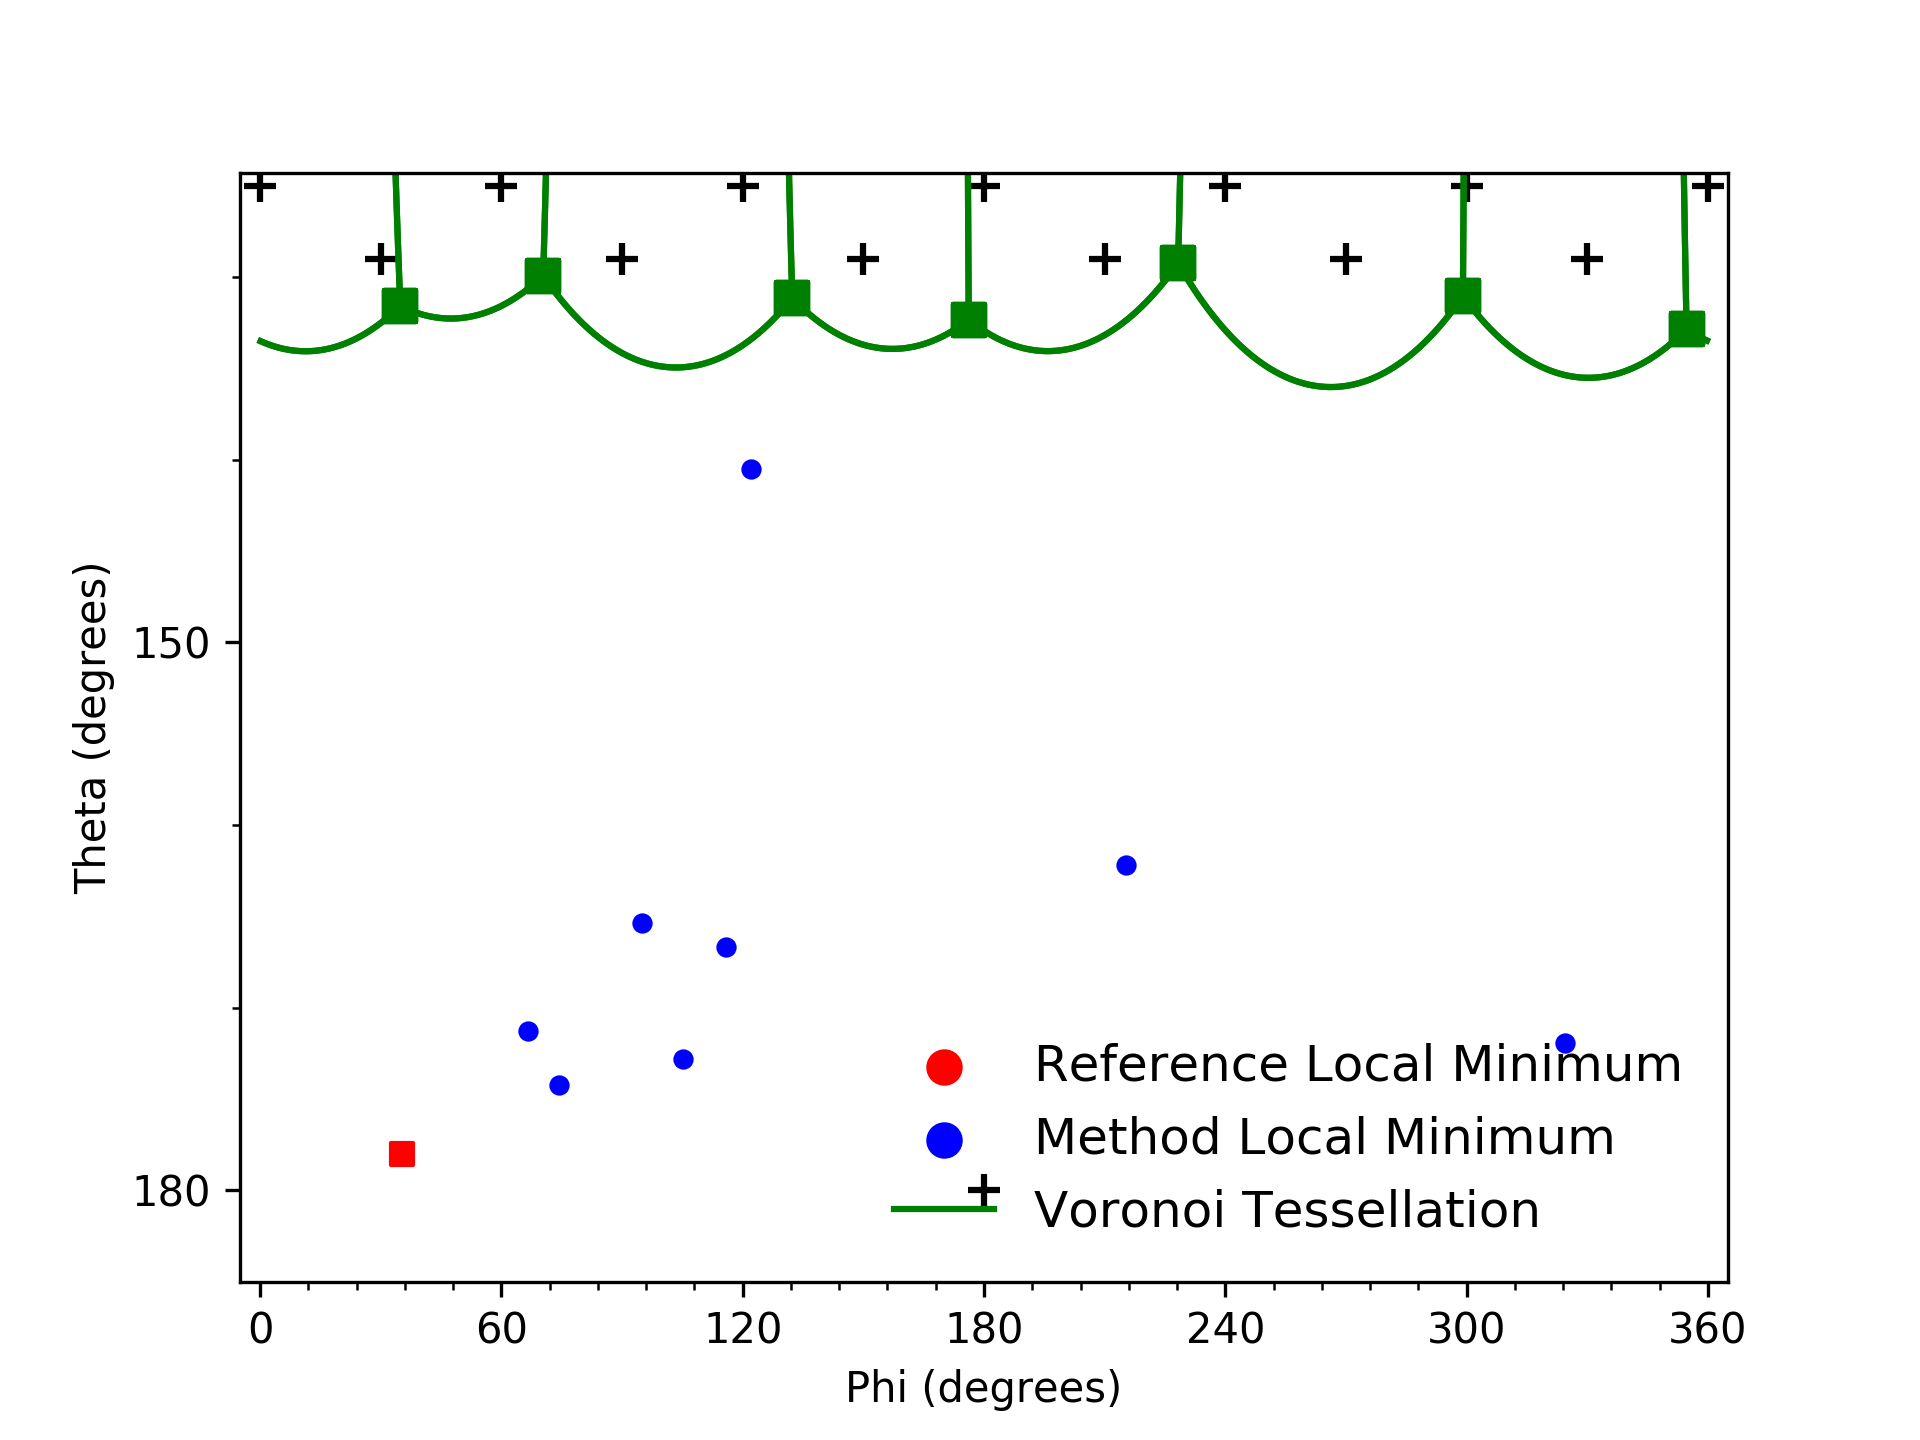 Theta (degrees)
150
180
Reference Local Minimum
Method Local Minimum
Voronoi Tessellation
0 60 120 180 240 300 360
Phi (degrees)